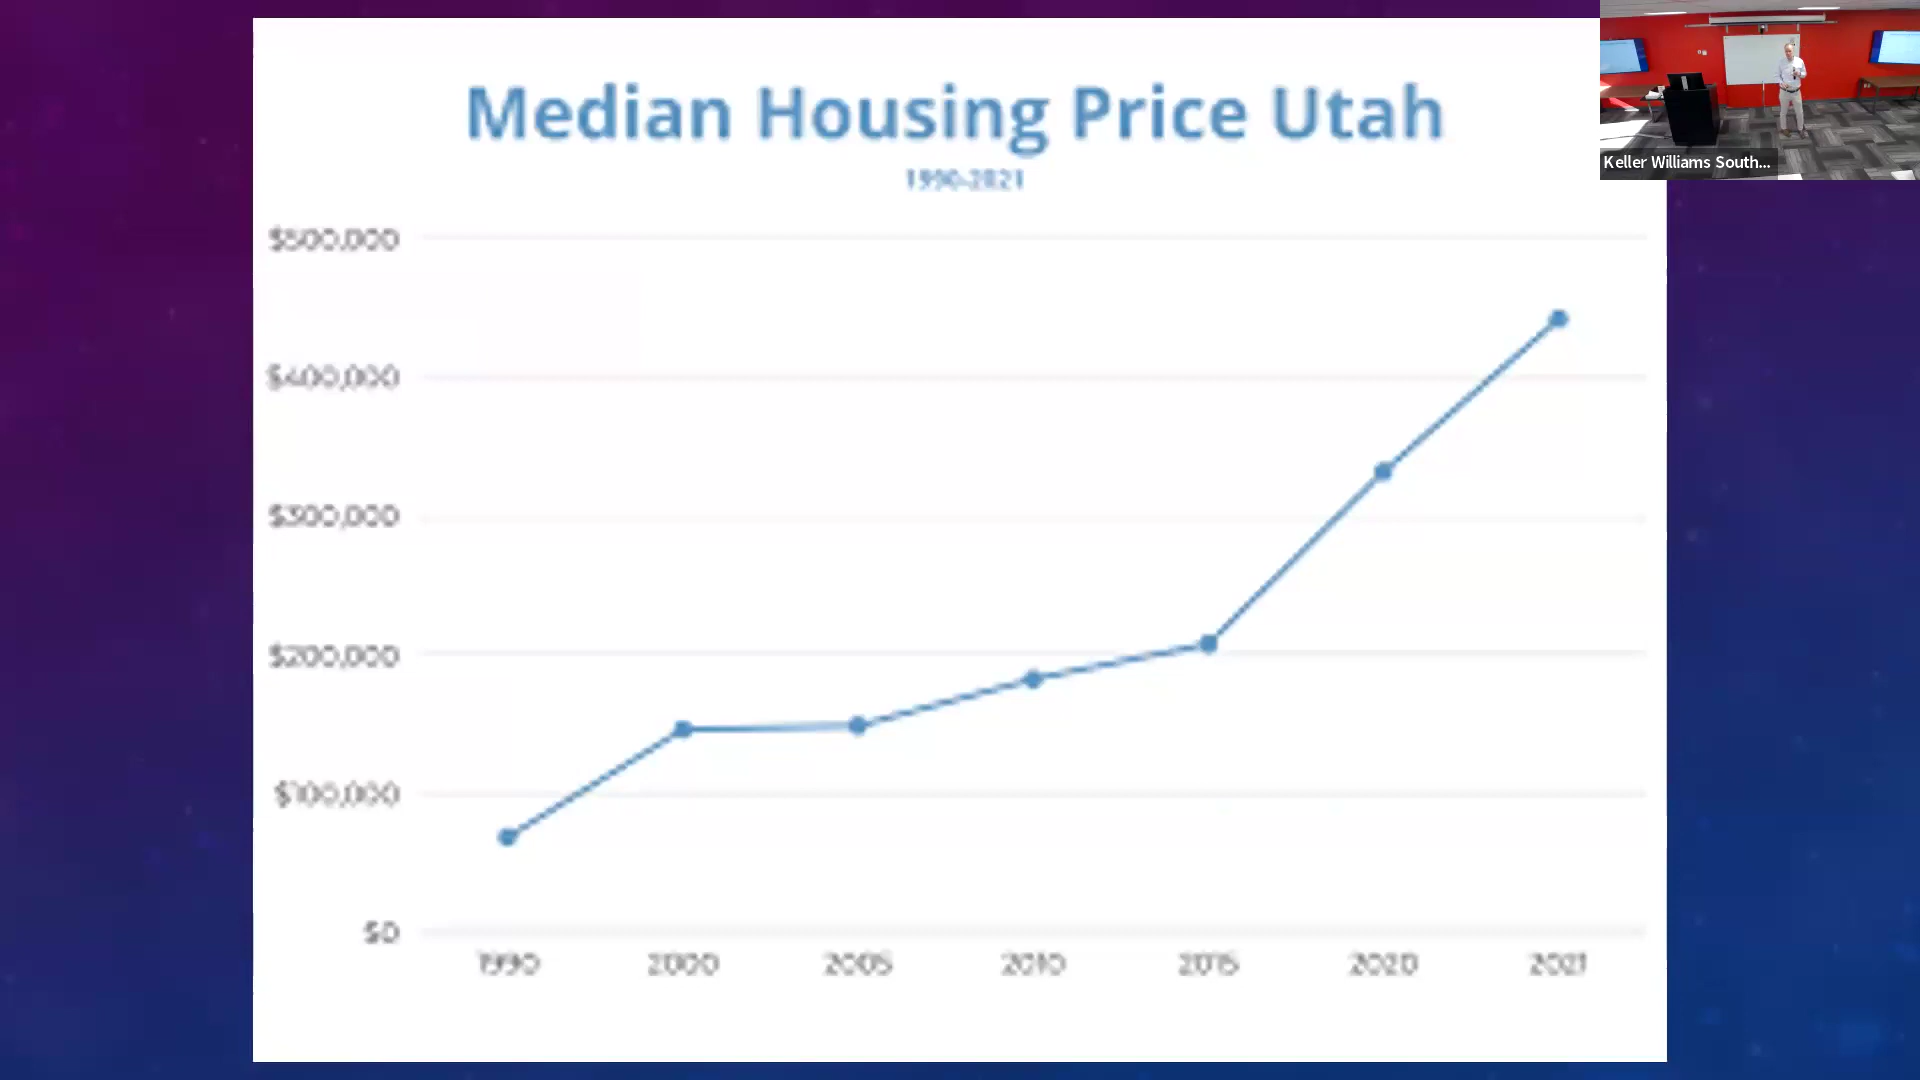 Median Housing Price Utah
1990-2021
Keller Williams South...
$500,000
$400,000
$300,000
$200,000
$100,000
$0
1990 2000 2005 2010 2015 2020 2021